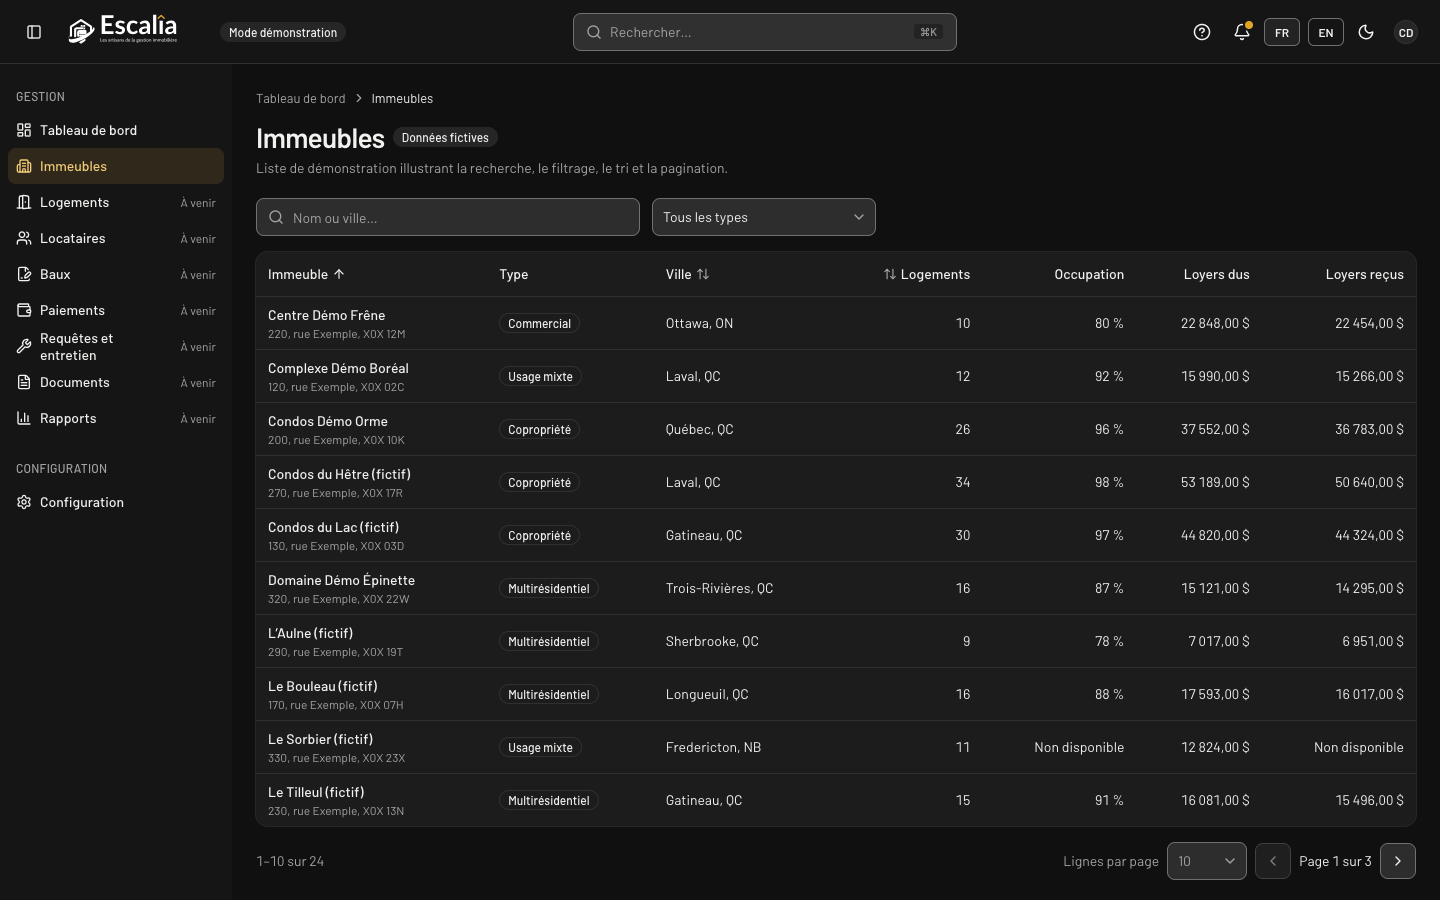 Escalia
Les artisans de la gestion immobilière
Mode démonstration
Rechercher...
⌘K
FR
EN
CD
GESTION
Tableau de bord
Immeubles
Logements À venir
Locataires À venir
Baux À venir
Paiements À venir
Requêtes et
entretien
À venir
Documents À venir
Rapports À venir
CONFIGURATION
Configuration
Tableau de bord > Immeubles
Immeubles Données fictives
Liste de démonstration illustrant la recherche, le filtrage, le tri et la pagination.
Nom ou ville... Tous les types
Immeuble Type Ville Logements Occupation Loyers dus Loyers reçus
Centre Démo Frêne
220, rue Exemple, X0X 12M
Commercial Ottawa, ON 10 80 % 22 848,00 $ 22 454,00 $
Complexe Démo Boréal
120, rue Exemple, X0X 02C
Usage mixte Laval, QC 12 92 % 15 990,00 $ 15 266,00 $
Condos Démo Orme
200, rue Exemple, X0X 10K
Copropriété Québec, QC 26 96 % 37 552,00 $ 36 783,00 $
Condos du Hêtre (fictif)
270, rue Exemple, X0X 17R
Copropriété Laval, QC 34 98 % 53 189,00 $ 50 640,00 $
Condos du Lac (fictif)
130, rue Exemple, X0X 03D
Copropriété Gatineau, QC 30 97 % 44 820,00 $ 44 324,00 $
Domaine Démo Épinette
320, rue Exemple, X0X 22W
Multirésidentiel Trois-Rivières, QC 16 87 % 15 121,00 $ 14 295,00 $
L’Aulne (fictif)
290, rue Exemple, X0X 19T
Multirésidentiel Sherbrooke, QC 9 78 % 7 017,00 $ 6 951,00 $
Le Bouleau (fictif)
170, rue Exemple, X0X 07H
Multirésidentiel Longueuil, QC 16 88 % 17 593,00 $ 16 017,00 $
Le Sorbier (fictif)
330, rue Exemple, X0X 23X
Usage mixte Fredericton, NB 11 Non disponible 12 824,00 $ Non disponible
Le Tilleul (fictif)
230, rue Exemple, X0X 13N
Multirésidentiel Gatineau, QC 15 91 % 16 081,00 $ 15 496,00 $
1–10 sur 24
Lignes par page 10 Page 1 sur 3